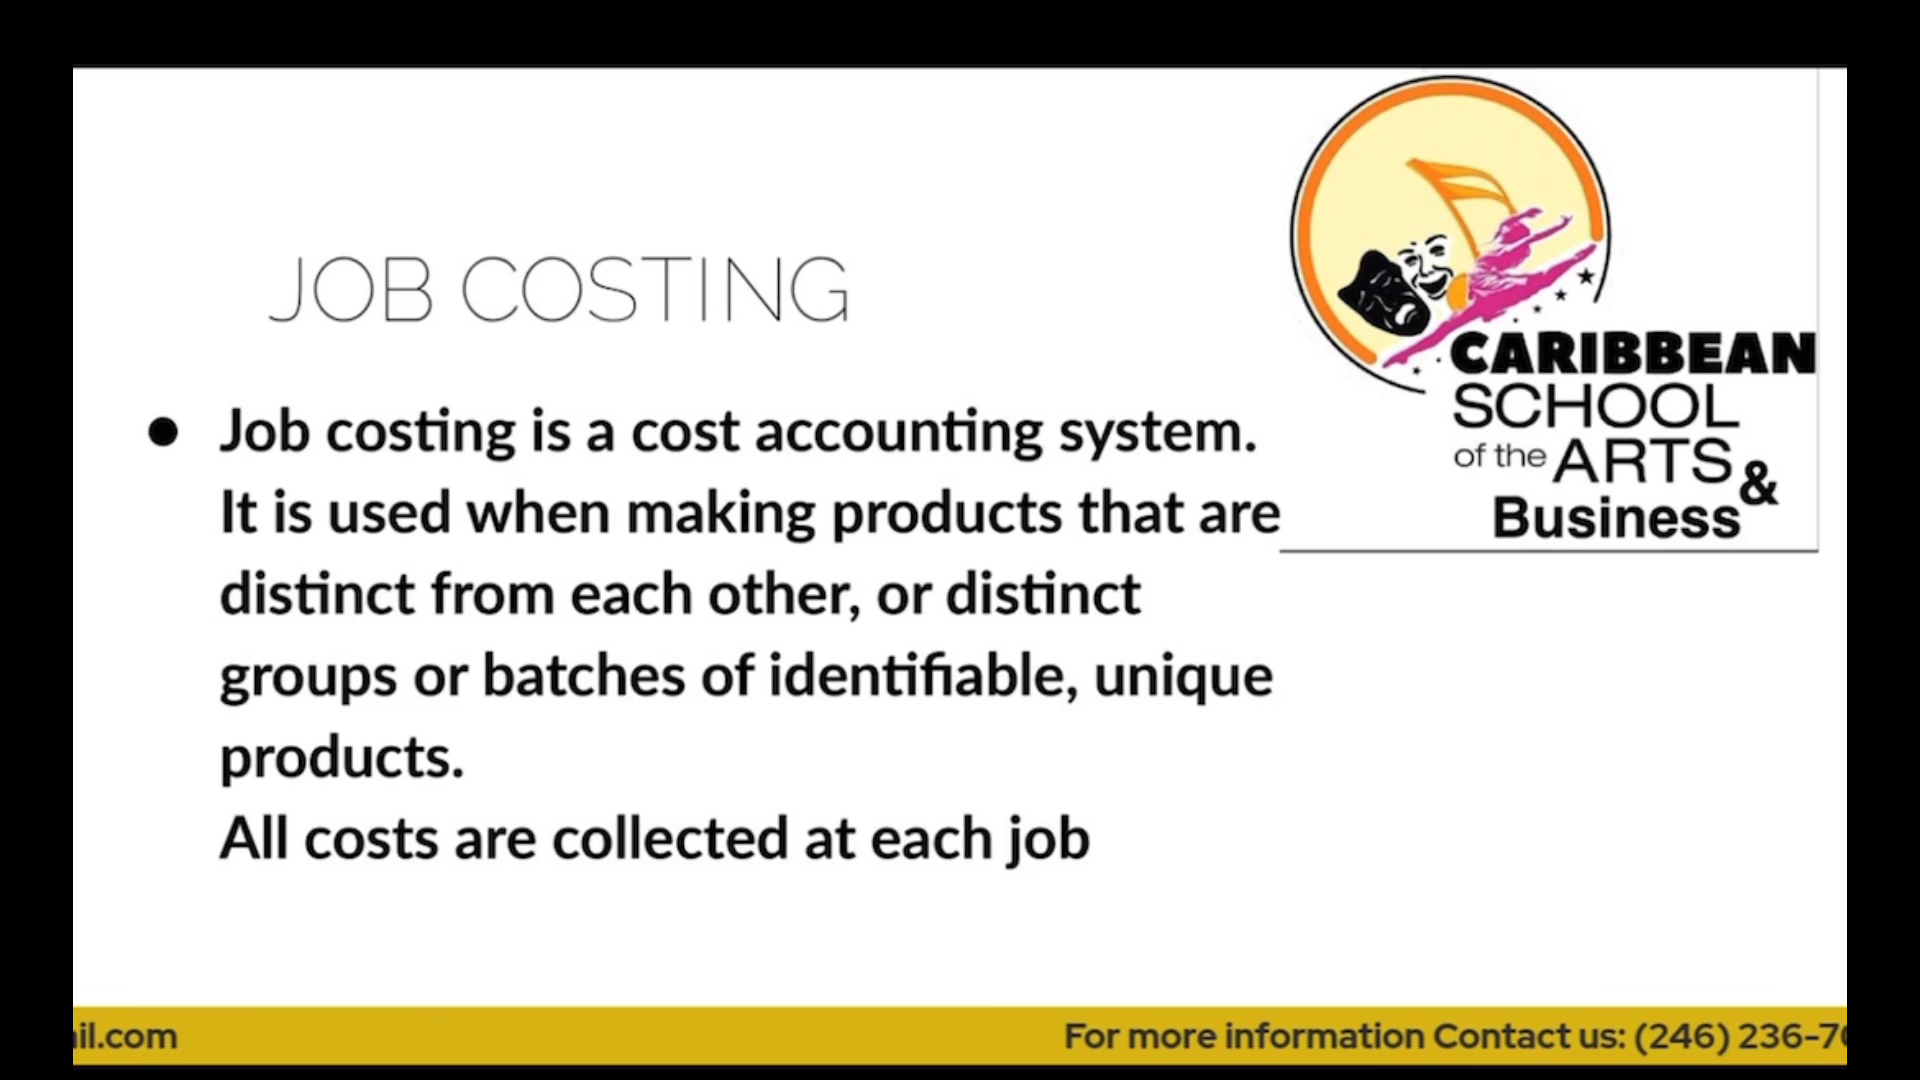 JOB COSTING
● Job costing is a cost accounting system.
It is used when making products that are
distinct from each other, or distinct
groups or batches of identifiable, unique
products.
All costs are collected at each job
CARIBBEAN
SCHOOL
of the ARTS &
Business
il.com
For more information Contact us: (246) 236-7